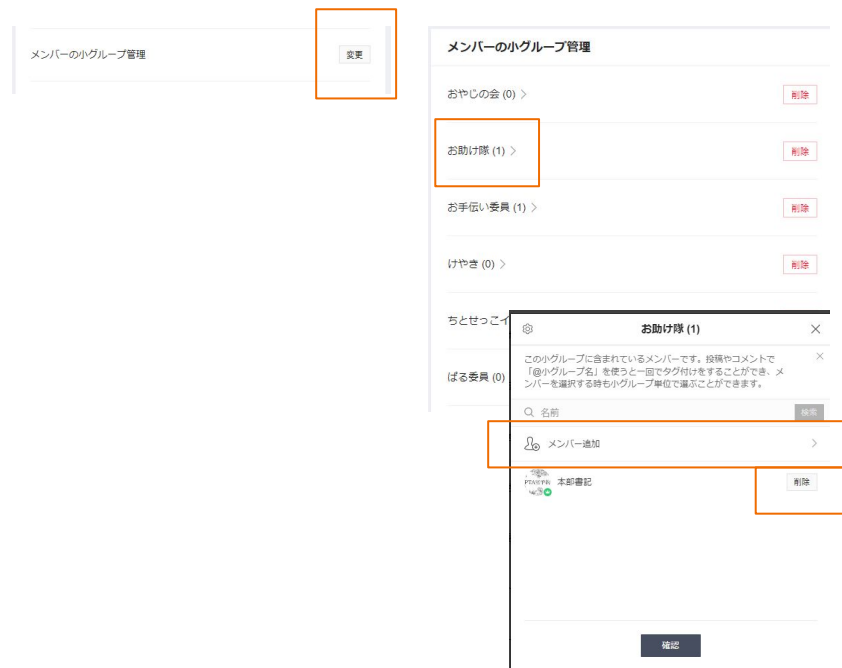 メンバーの小グループ管理
変更
メンバーの小グループ管理
おやじの会 (0)
削除
お助け隊 (1)
削除
お手伝い委員 (1)
削除
けやき (0)
削除
ちとせっこイ
ぱる委員 (0)
お助け隊 (1)
この小グループに含まれているメンバーです。投稿やコメントで
「@小グループ名」を使うと一回でタグ付けをすることができ、メ
ンバーを選択する時も小グループ単位で選ぶことができます。
名前
検索
メンバー追加
本部書記
削除
確認